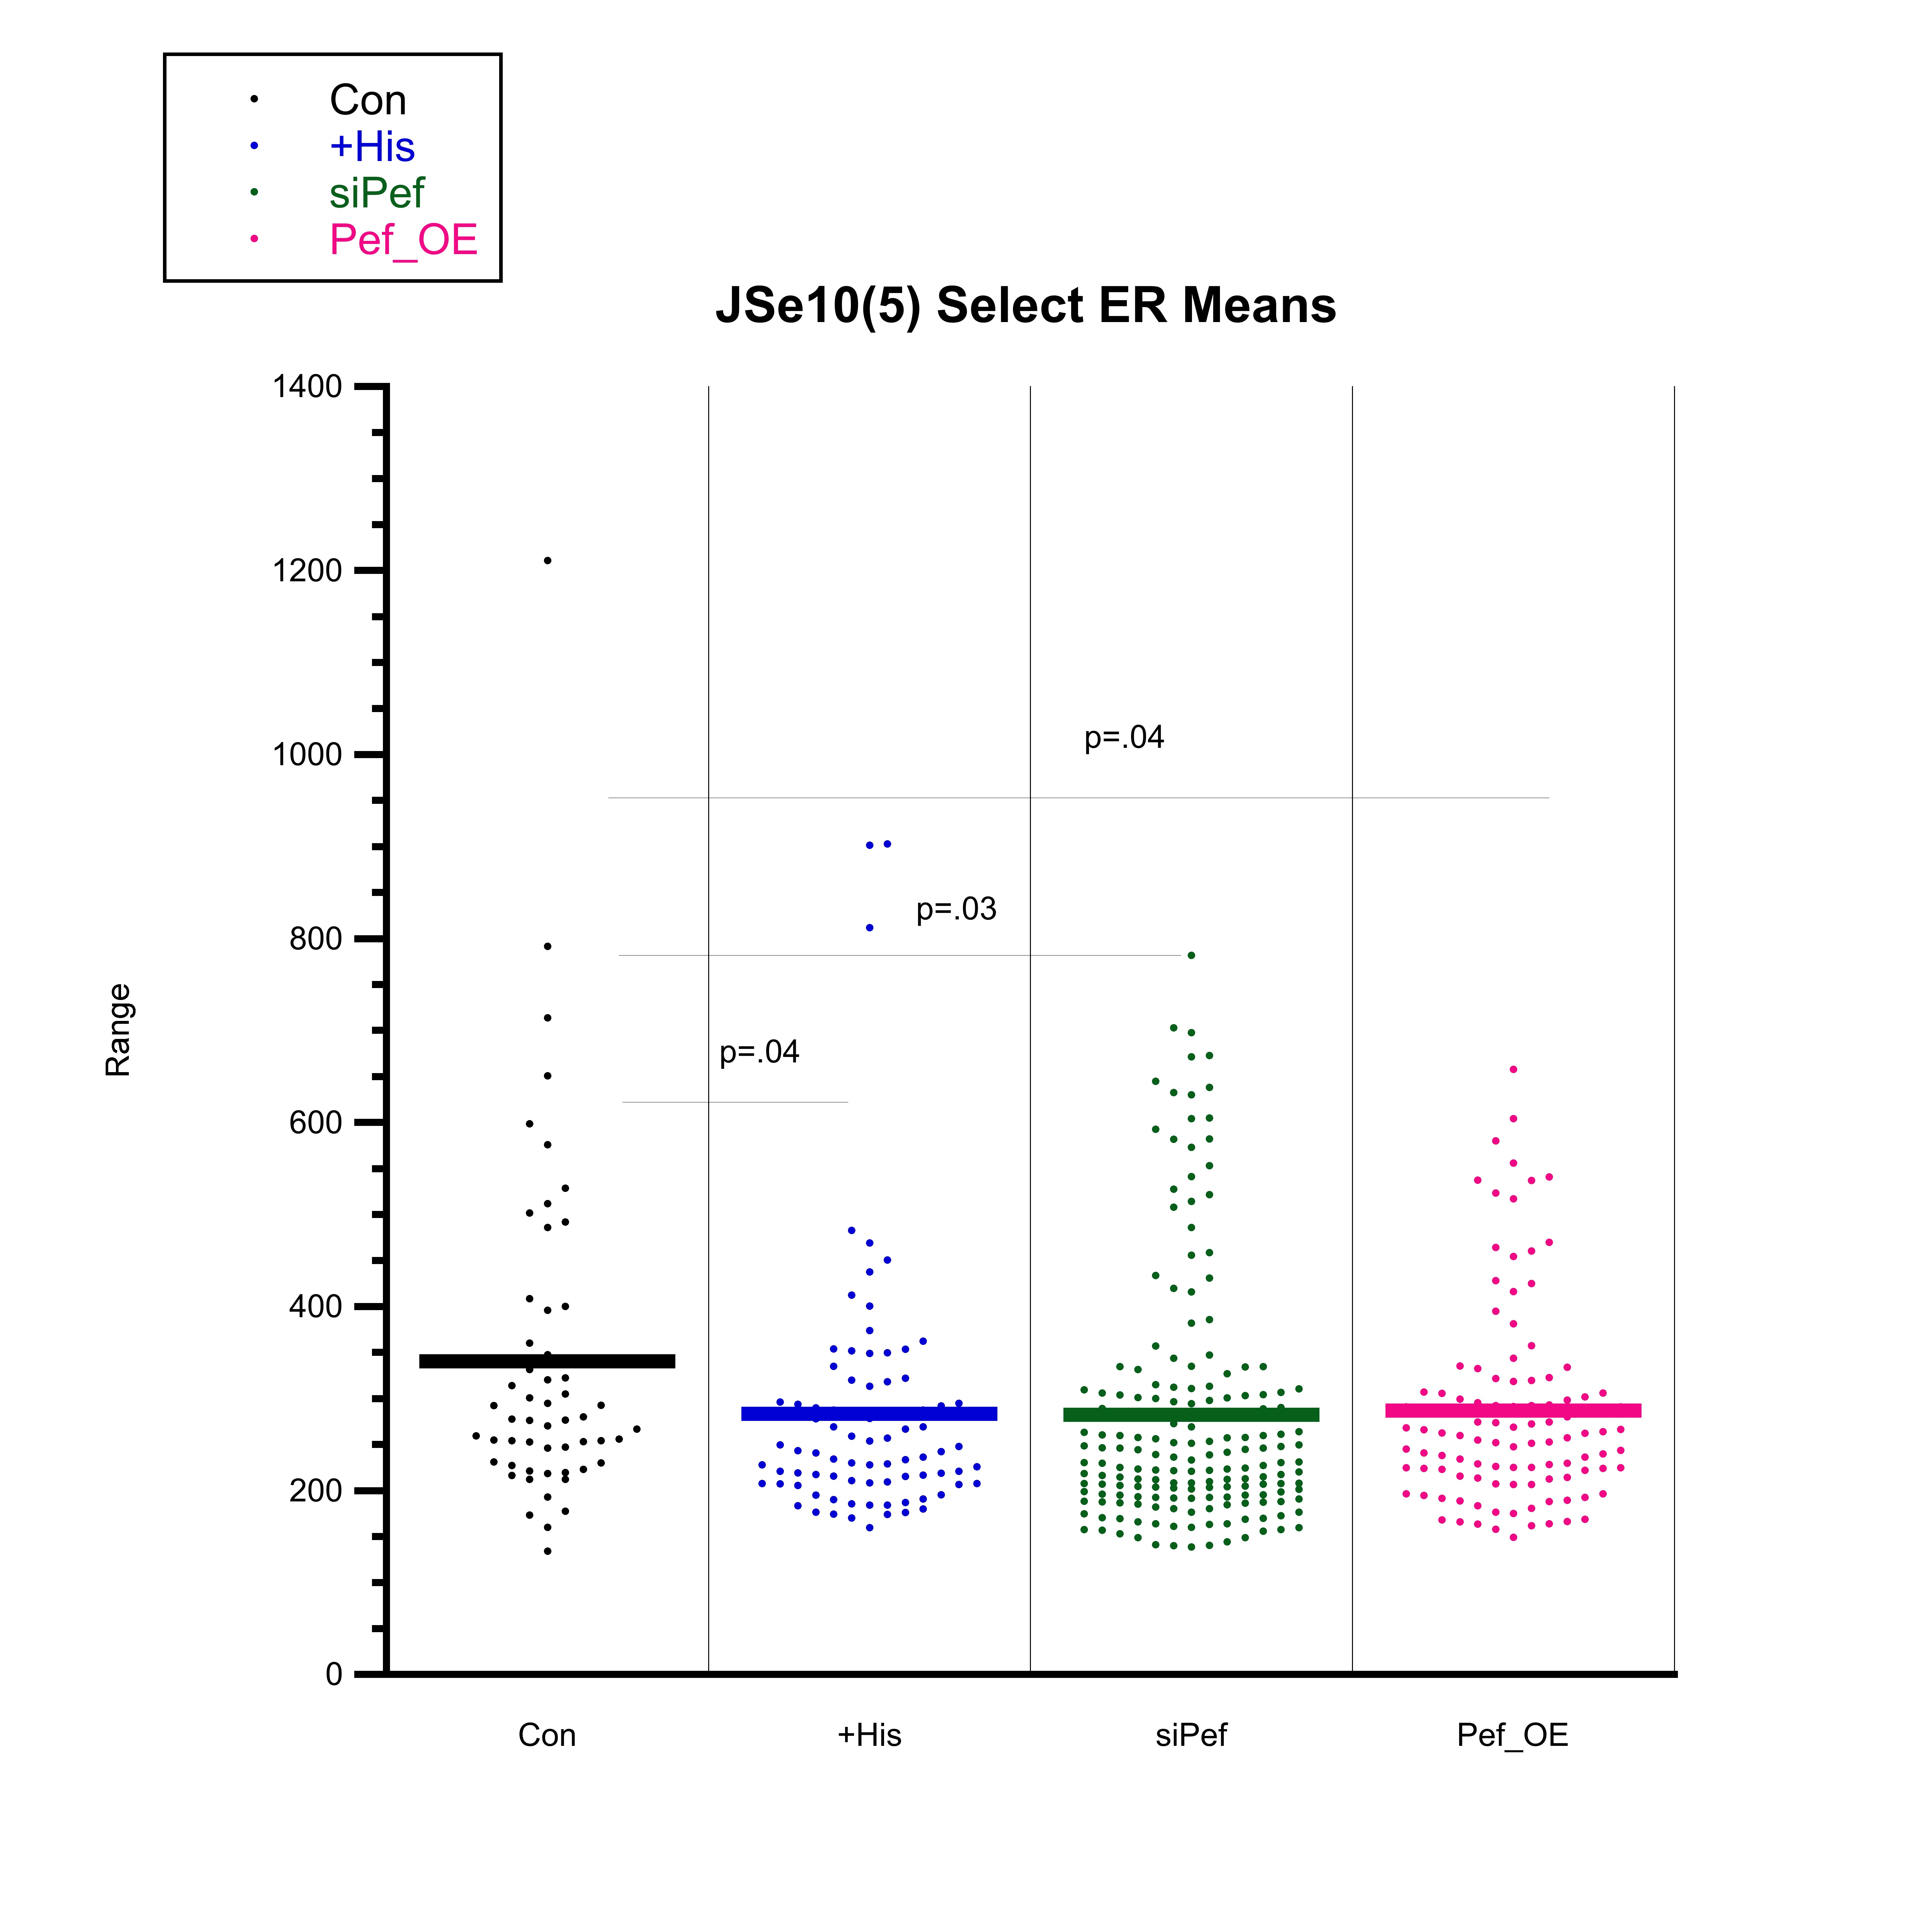 Con
+His
siPef
Pef_OE
JSe10(5) Select ER Means
1400
1200
1000
800
600
400
200
0
Range
p=.04
p=.03
p=.04
Con
+His
siPef
Pef_OE